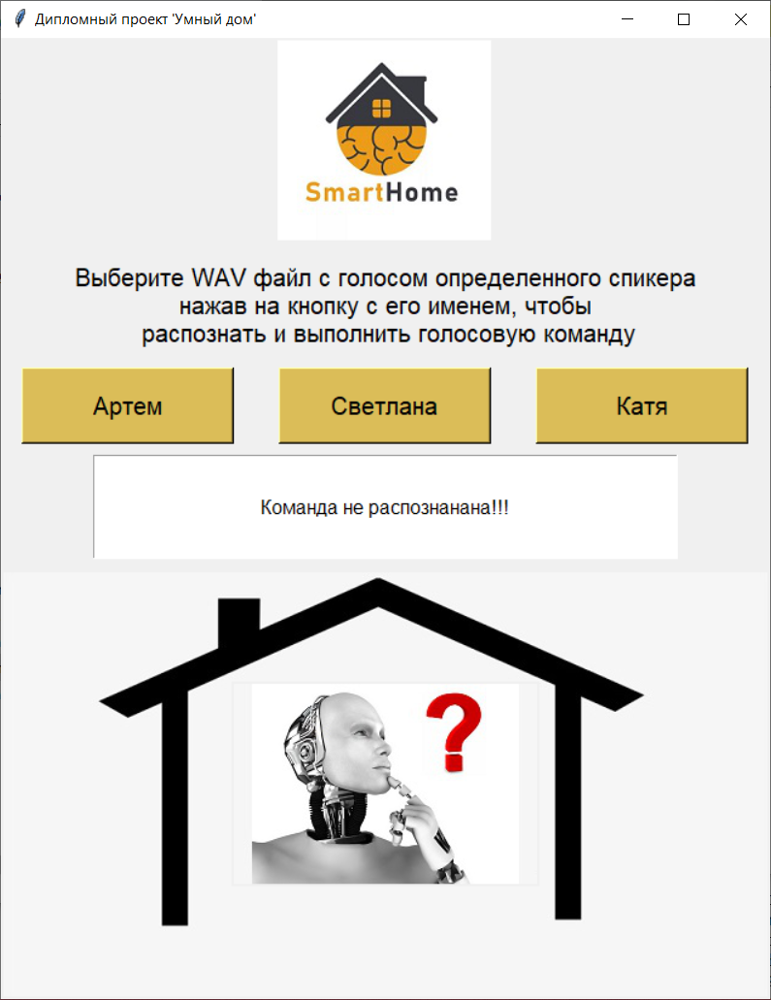 Дипломный проект 'Умный дом'
SmartHome
Выберите WAV файл с голосом определенного спикера
нажав на кнопку с его именем, чтобы
распознать и выполнить голосовую команду
Артем
Светлана
Катя
Команда не распознанана!!!
?